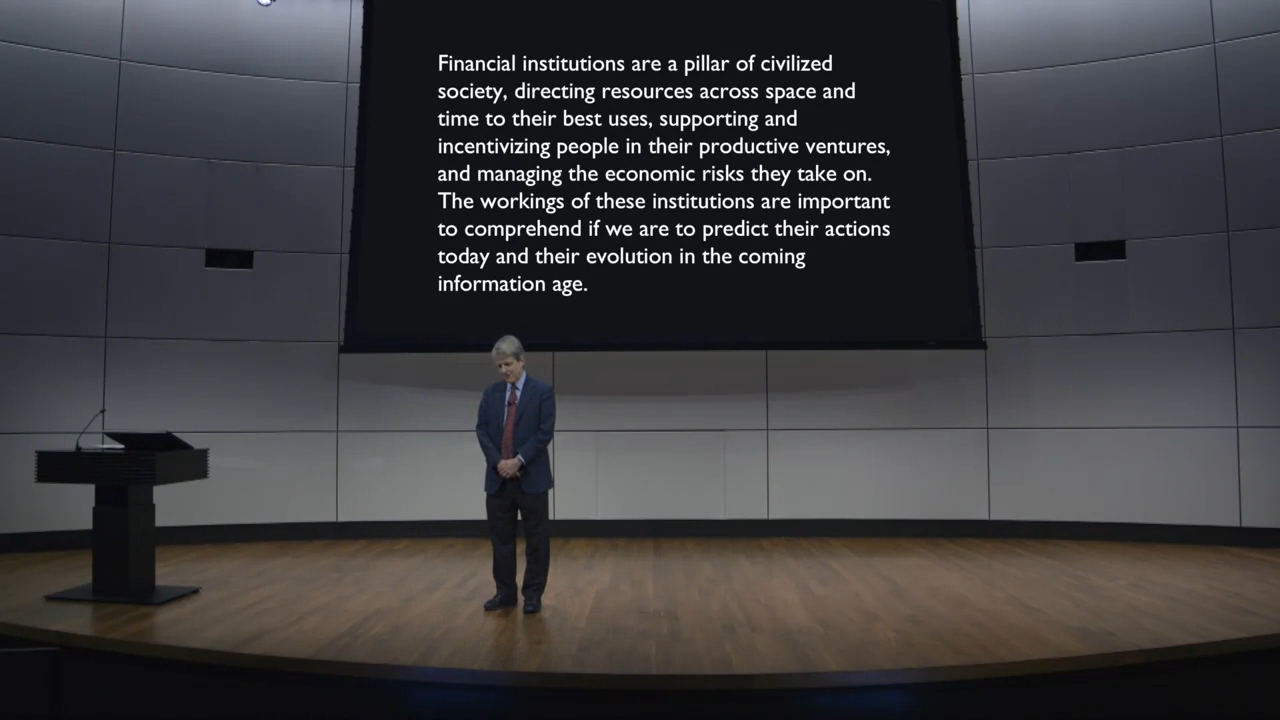 Financial institutions are a pillar of civilized
society, directing resources across space and
time to their best uses, supporting and
incentivizing people in their productive ventures,
and managing the economic risks they take on.
The workings of these institutions are important
to comprehend if we are to predict their actions
today and their evolution in the coming
information age.